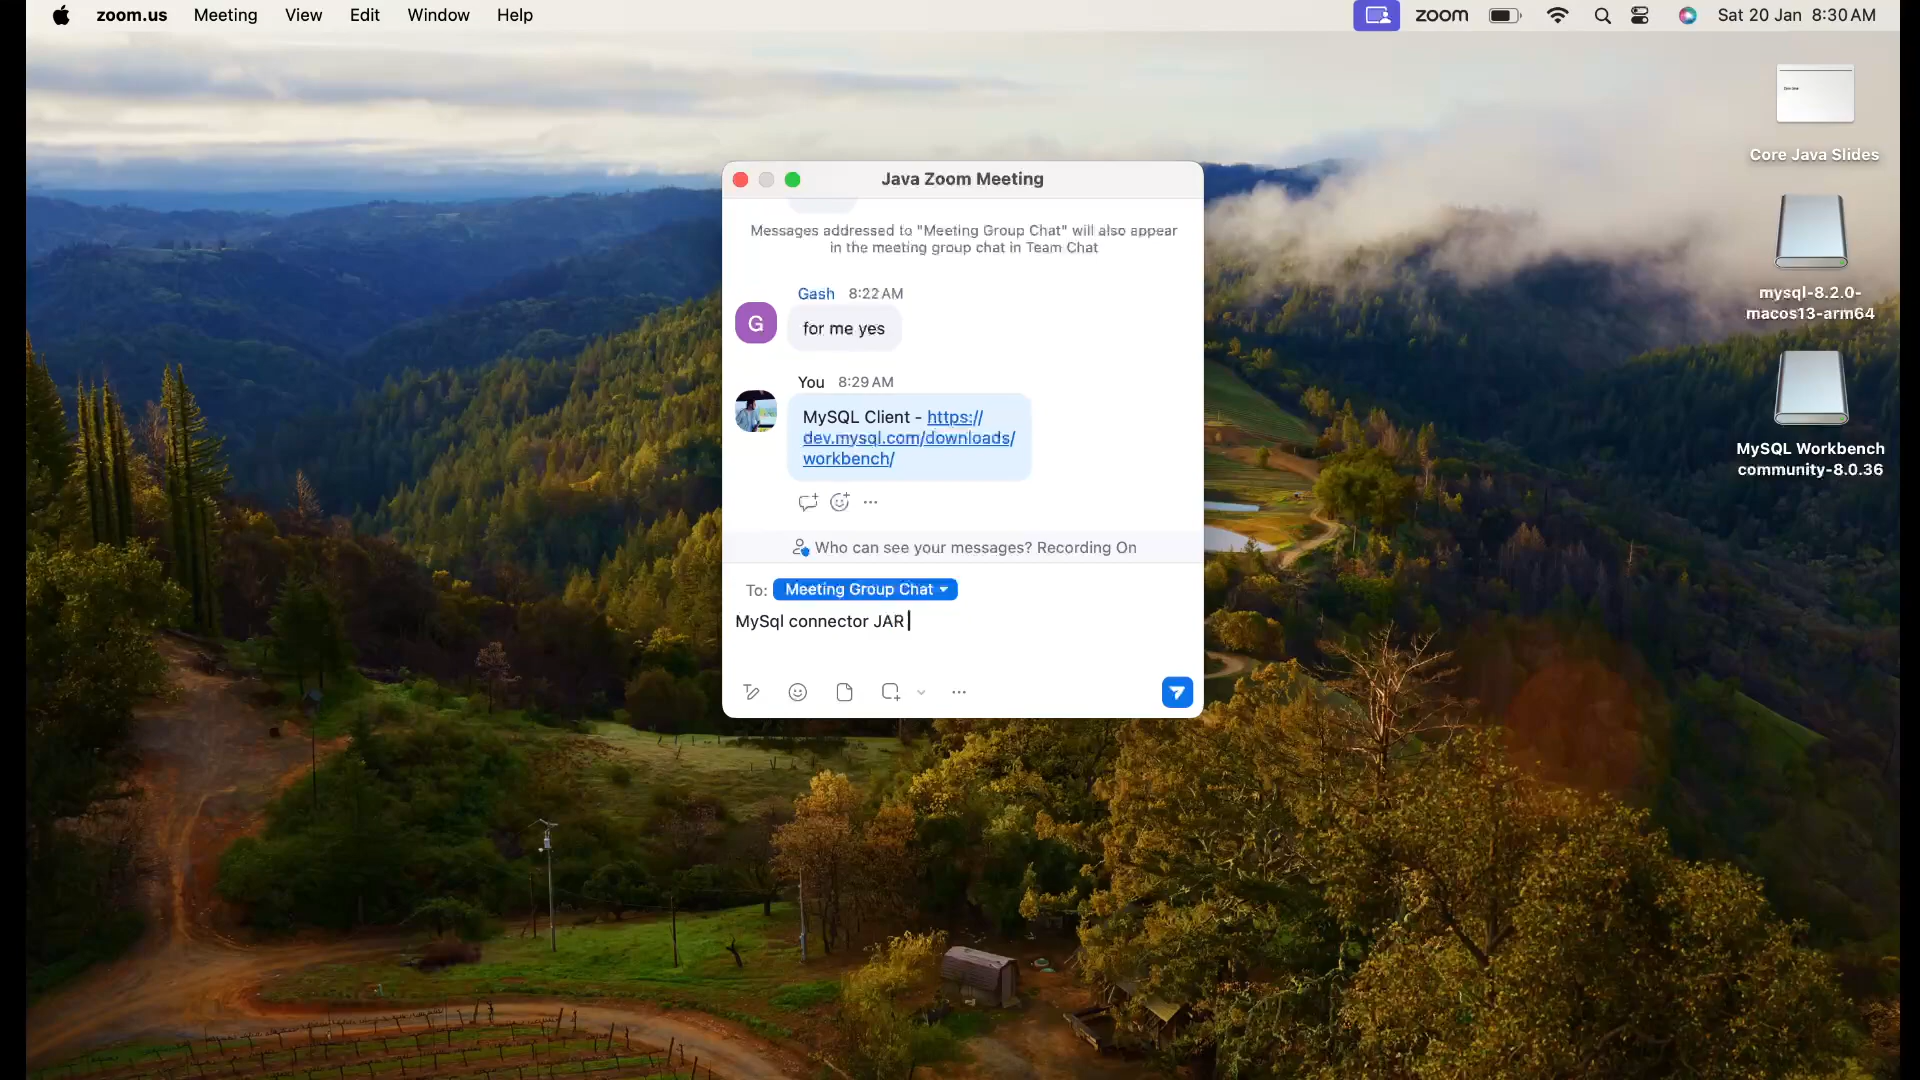 zoom.us Meeting View Edit Window Help zoom Sat 20 Jan 8:30 AM
Core Java Slides
mysql-8.2.0-
macos13-arm64
MySQL Workbench
community-8.0.36
Java Zoom Meeting
Messages addressed to "Meeting Group Chat" will also appear
in the meeting group chat in Team Chat
Gash 8:22 AM
G
for me yes
You 8:29 AM
MySQL Client - https://
dev.mysql.com/downloads/
workbench/
Who can see your messages? Recording On
To: Meeting Group Chat
MySql connector JAR